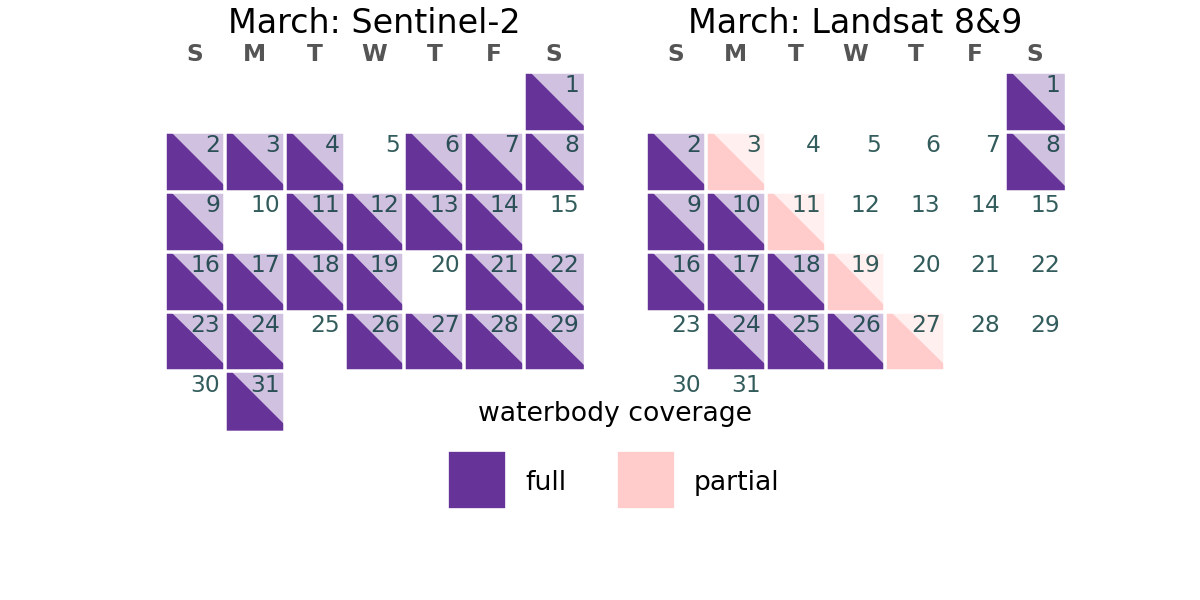 March: Sentinel-2
S M T W T F S
1
2 3 4 5 6 7 8
9 10 11 12 13 14 15
16 17 18 19 20 21 22
23 24 25 26 27 28 29
30 31
March: Landsat 8&9
S M T W T F S
1
2 3 4 5 6 7 8
9 10 11 12 13 14 15
16 17 18 19 20 21 22
23 24 25 26 27 28 29
30 31
waterbody coverage
full partial